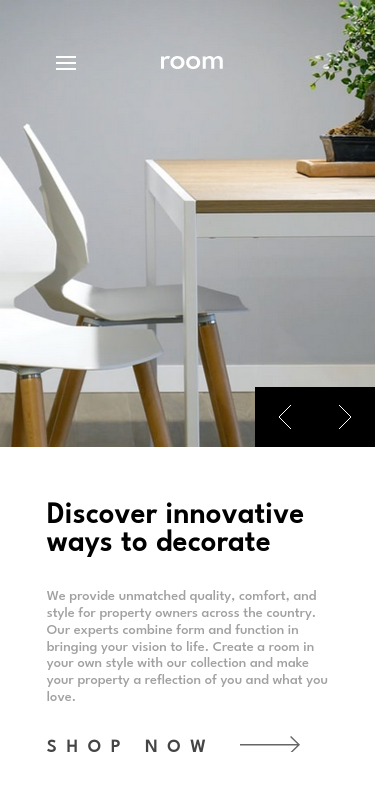 room
Discover innovative
ways to decorate
We provide unmatched quality, comfort, and
style for property owners across the country.
Our experts combine form and function in
bringing your vision to life. Create a room in
your own style with our collection and make
your property a reflection of you and what you
love.
SHOP NOW